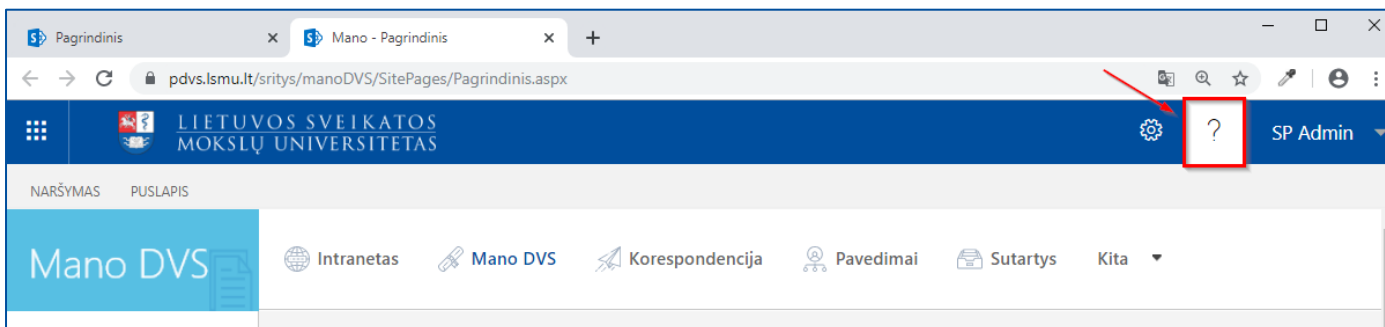 Pagrindinis
Mano - Pagrindinis
pdvs.lsmu.lt/sritys/manoDVS/SitePages/Pagrindinis.aspx
LIETUVOS SVEIKATOS
MOKSLŲ UNIVERSITETAS
?
SP Admin
NARŠYMAS PUSLAPIS
Mano DVS
Intranetas Mano DVS Korespondencija Pavedimai Sutartys Kita